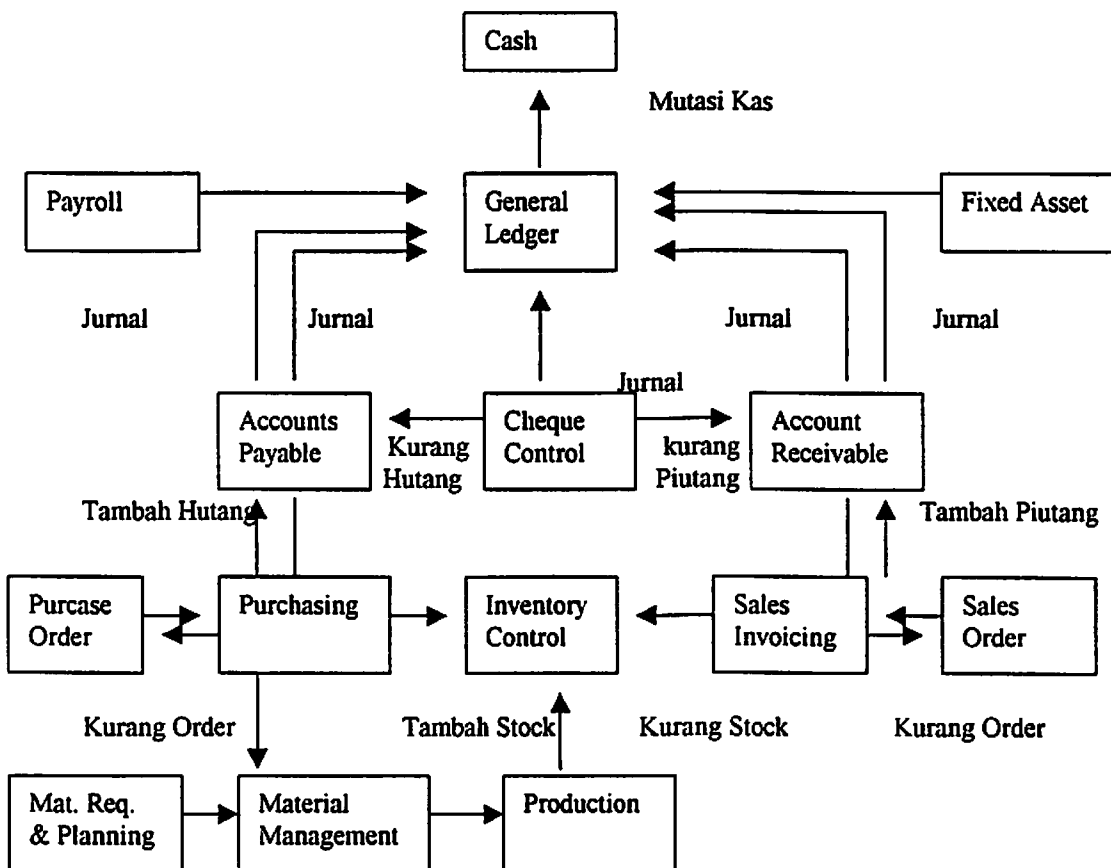 Cash
Mutasi Kas
Payroll
General
Ledger
Fixed Asset
Jurnal
Jurnal
Jurnal
Jurnal
Jurnal
Accounts
Payable
Kurang
Hutang
Cheque
Control
kurang
Piutang
Account
Receivable
Tambah Hutang
Tambah Piutang
Purcase
Order
Purchasing
Inventory
Control
Sales
Invoicing
Sales
Order
Kurang Order
Tambah Stock
Kurang Stock
Kurang Order
Mat. Req.
& Planning
Material
Management
Production